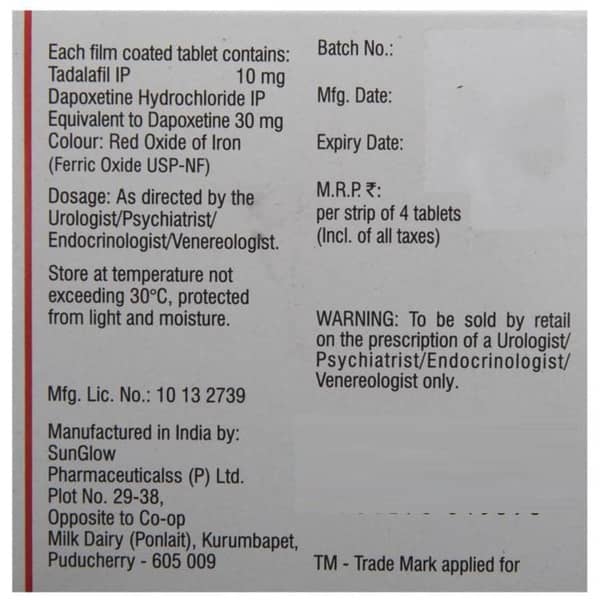 Each film coated tablet contains:
Tadalafil IP 10 mg
Dapoxetine Hydrochloride IP
Equivalent to Dapoxetine 30 mg
Colour: Red Oxide of Iron
(Ferric Oxide USP-NF)
Dosage: As directed by the
Urologist/Psychiatrist/
Endocrinologist/Venereologist.
Store at temperature not
exceeding 30°C, protected
from light and moisture.
Mfg. Lic. No.: 10 13 2739
Manufactured in India by:
SunGlow
Pharmaceuticalss (P) Ltd.
Plot No. 29-38,
Opposite to Co-op
Milk Dairy (Ponlait), Kurumbapet,
Puducherry - 605 009
Batch No.:
Mfg. Date:
Expiry Date:
M.R.P. ₹:
per strip of 4 tablets
(Incl. of all taxes)
WARNING: To be sold by retail
on the prescription of a Urologist/
Psychiatrist/Endocrinologist/
Venereologist only.
TM - Trade Mark applied for